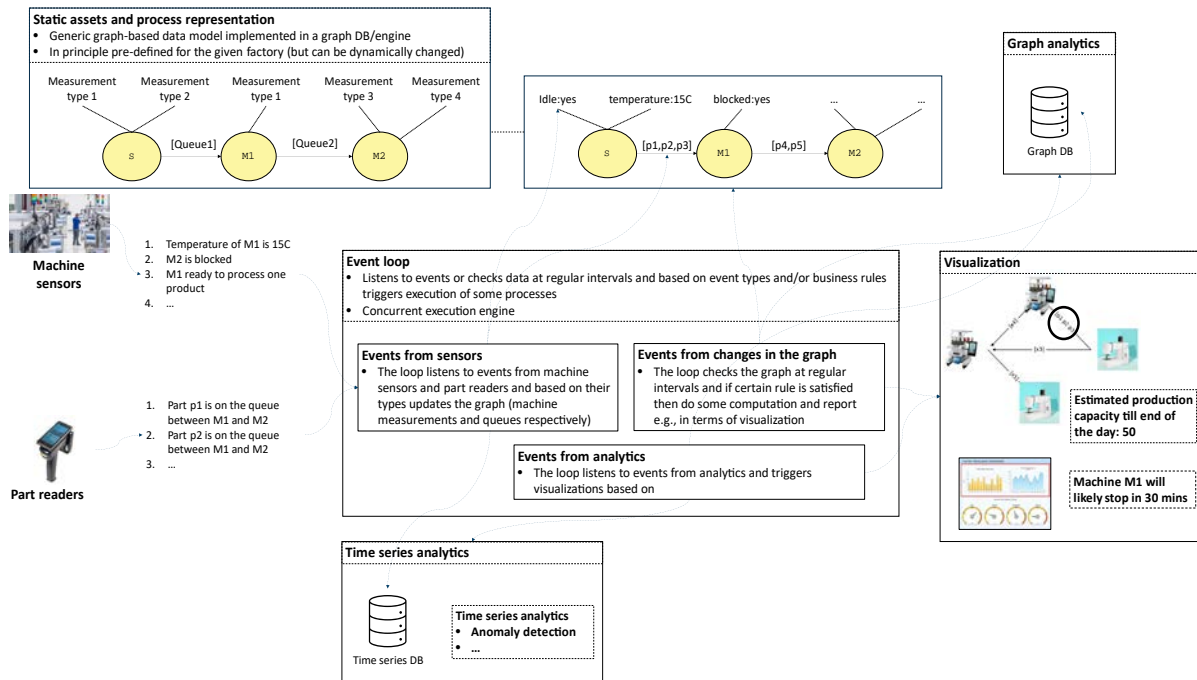 Static assets and process representation
• Generic graph-based data model implemented in a graph DB/engine
• In principle pre-defined for the given factory (but can be dynamically changed)
Measurement type 1
Measurement type 2
Measurement type 1
Measurement type 3
Measurement type 4
S
[Queue1]
M1
[Queue2]
M2
Idle:yes
temperature:15C
blocked:yes
...
...
S
[p1,p2,p3]
M1
[p4,p5]
M2
Graph analytics
Graph DB
Machine
sensors
1. Temperature of M1 is 15C
2. M2 is blocked
3. M1 ready to process one
product
4. ...
Part readers
1. Part p1 is on the queue
between M1 and M2
2. Part p2 is on the queue
between M1 and M2
3. ...
Event loop
• Listens to events or checks data at regular intervals and based on event types and/or business rules
triggers execution of some processes
• Concurrent execution engine
Events from sensors
• The loop listens to events from machine
sensors and part readers and based on their
types updates the graph (machine
measurements and queues respectively)
Events from changes in the graph
• The loop checks the graph at regular
intervals and if certain rule is satisfied
then do some computation and report
e.g., in terms of visualization
Events from analytics
• The loop listens to events from analytics and triggers
visualizations based on
Visualization
Estimated production
capacity till end of
the day: 50
Machine M1 will
likely stop in 30 mins
Time series analytics
Time series DB
Time series analytics
• Anomaly detection
• ...